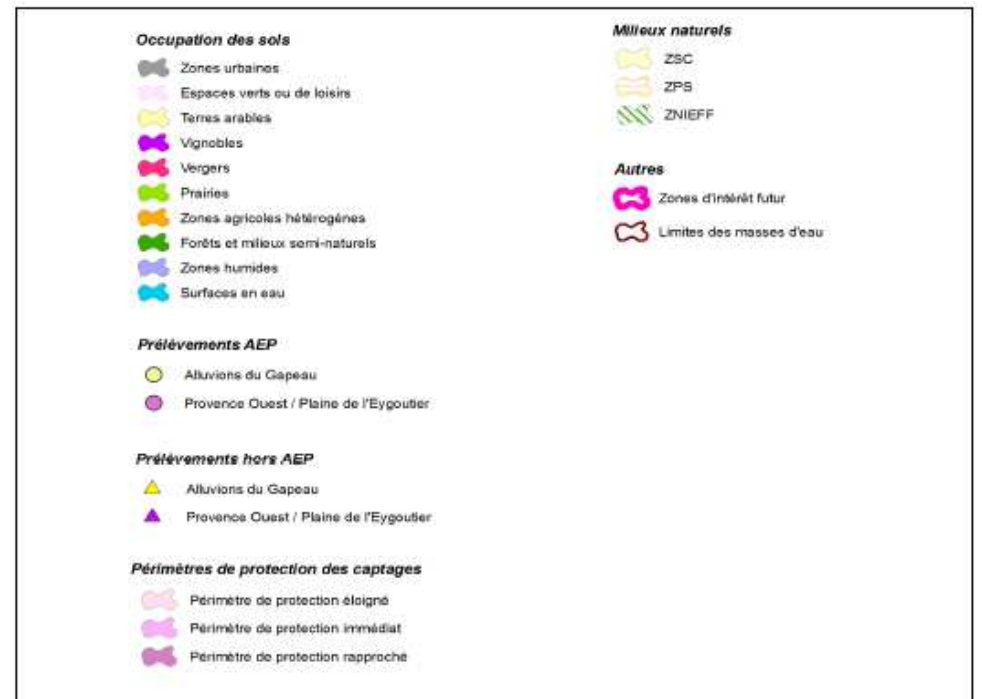 Occupation des sols
Zones urbaines
Espaces verts ou de loisirs
Terres arables
Vignobles
Vergers
Prairies
Zones agricoles hétérogènes
Forêts et milieux semi-naturels
Zones humides
Surfaces en eau
Prélèvements AEP
Alluvions du Gapeau
Provence Ouest / Plaine de l'Eygoutier
Prélèvements hors AEP
Alluvions du Gapeau
Provence Ouest / Plaine de l'Eygoutier
Périmètres de protection des captages
Périmètre de protection éloigné
Périmètre de protection immédiat
Périmètre de protection rapproché
Milieux naturels
ZSC
ZPS
ZNIEFF
Autres
Zones d'intérêt futur
Limites des masses d'eau